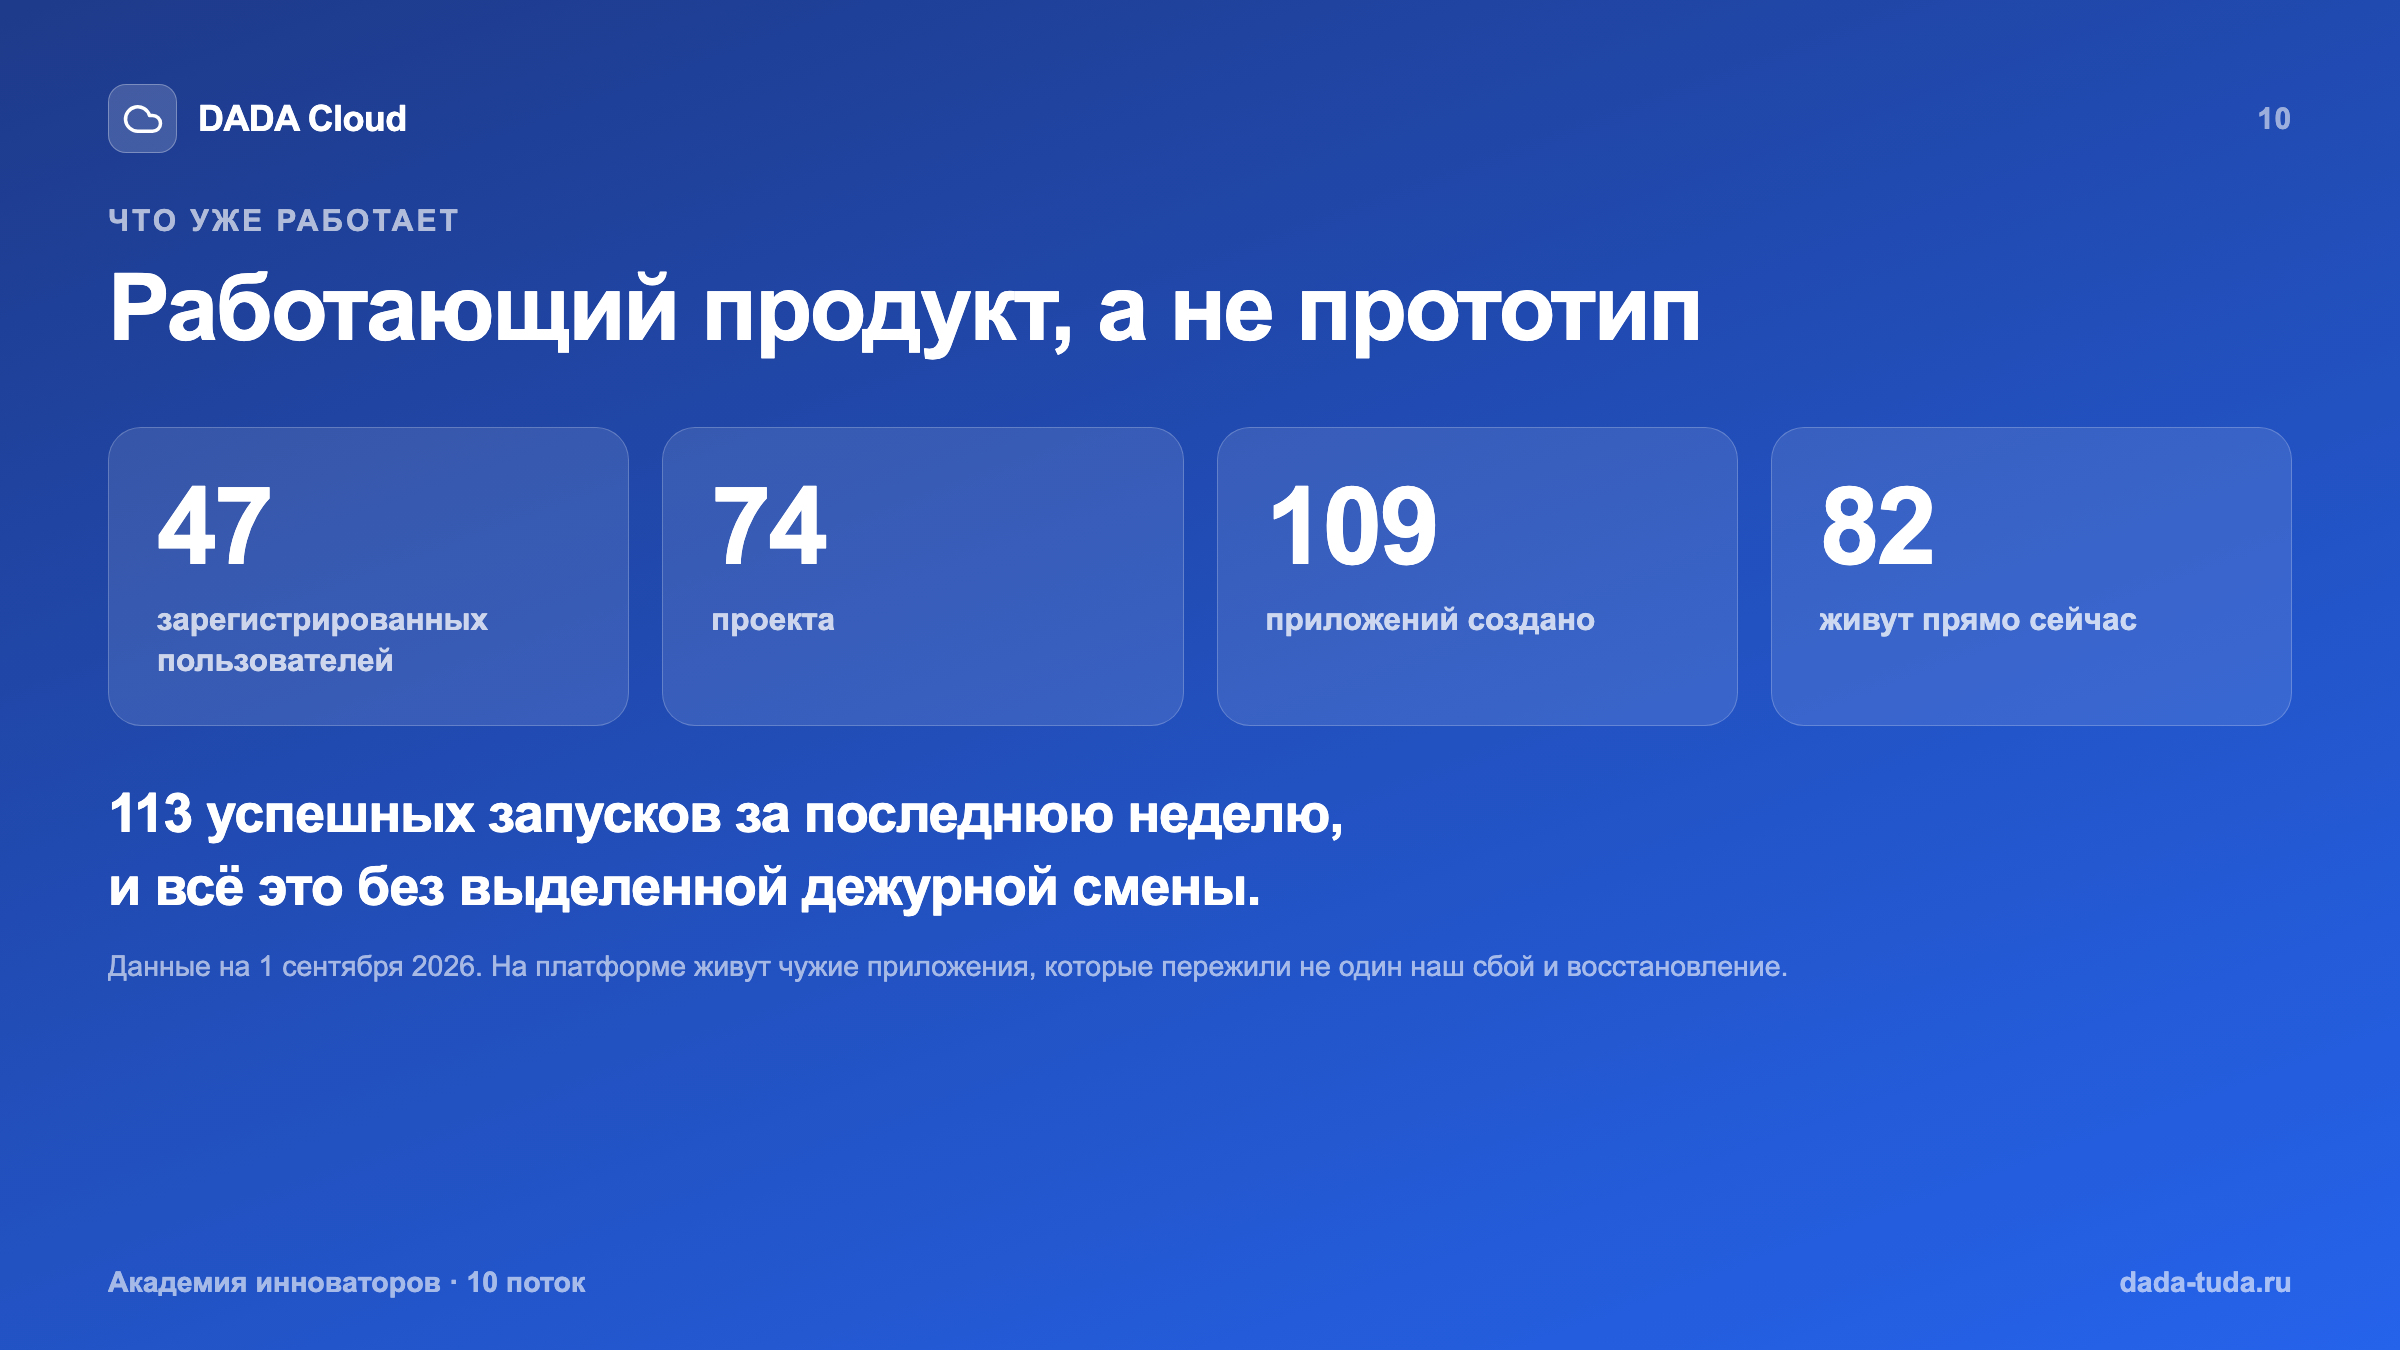 DADA Cloud
10
ЧТО УЖЕ РАБОТАЕТ
Работающий продукт, а не прототип
47
зарегистрированных
пользователей
74
проекта
109
приложений создано
82
живут прямо сейчас
113 успешных запусков за последнюю неделю,
и всё это без выделенной дежурной смены.
Данные на 1 сентября 2026. На платформе живут чужие приложения, которые пережили не один наш сбой и восстановление.
Академия инноваторов · 10 поток
dada-tuda.ru